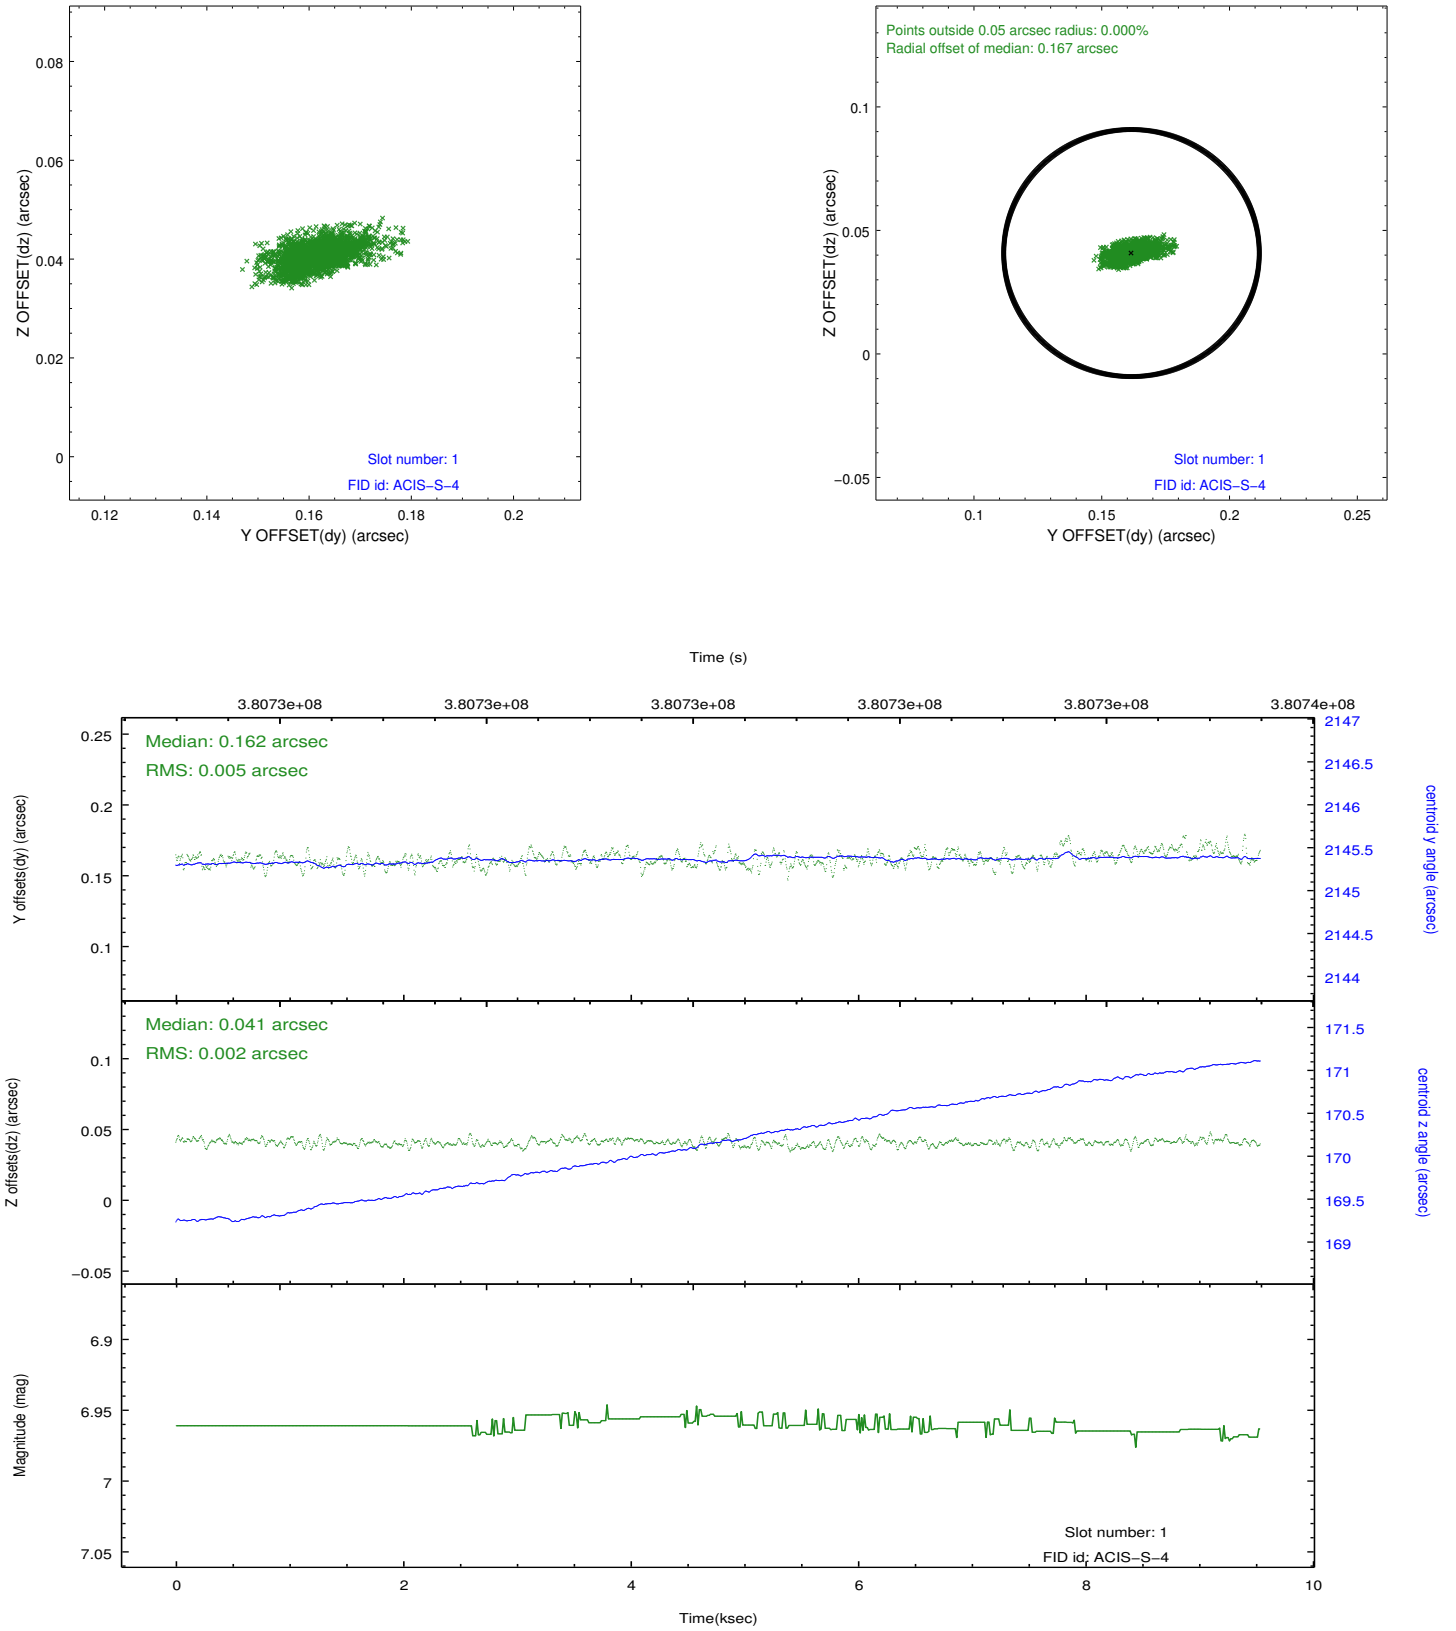 Points outside 0.05 arcsec radius: 0.000%
Radial offset of median: 0.167 arcsec
0.08
0.06
0.04
0.02
0
Z OFFSET(dz) (arcsec)
Slot number: 1
FID id: ACIS−S−4
0.12
0.14
0.16
0.18
0.2
Y OFFSET(dy) (arcsec)
0.1
0.05
0
−0.05
Z OFFSET(dz) (arcsec)
Slot number: 1
FID id: ACIS−S−4
0.1
0.15
0.2
0.25
Y OFFSET(dy) (arcsec)
Time (s)
3.8073e+08
3.8073e+08
3.8073e+08
3.8073e+08
3.8073e+08
3.8074e+08
Median: 0.162 arcsec
RMS: 0.005 arcsec
0.25
0.2
0.15
0.1
Y offsets(dy) (arcsec)
2147
2146.5
2146
2145.5
2145
2144.5
2144
centroid y angle (arcsec)
Median: 0.041 arcsec
RMS: 0.002 arcsec
0.1
0.05
0
−0.05
Z offsets(dz) (arcsec)
171.5
171
170.5
170
169.5
169
centroid z angle (arcsec)
6.9
6.95
7
7.05
Magnitude (mag)
Slot number: 1
FID id: ACIS−S−4
0
2
4
6
8
10
Time(ksec)